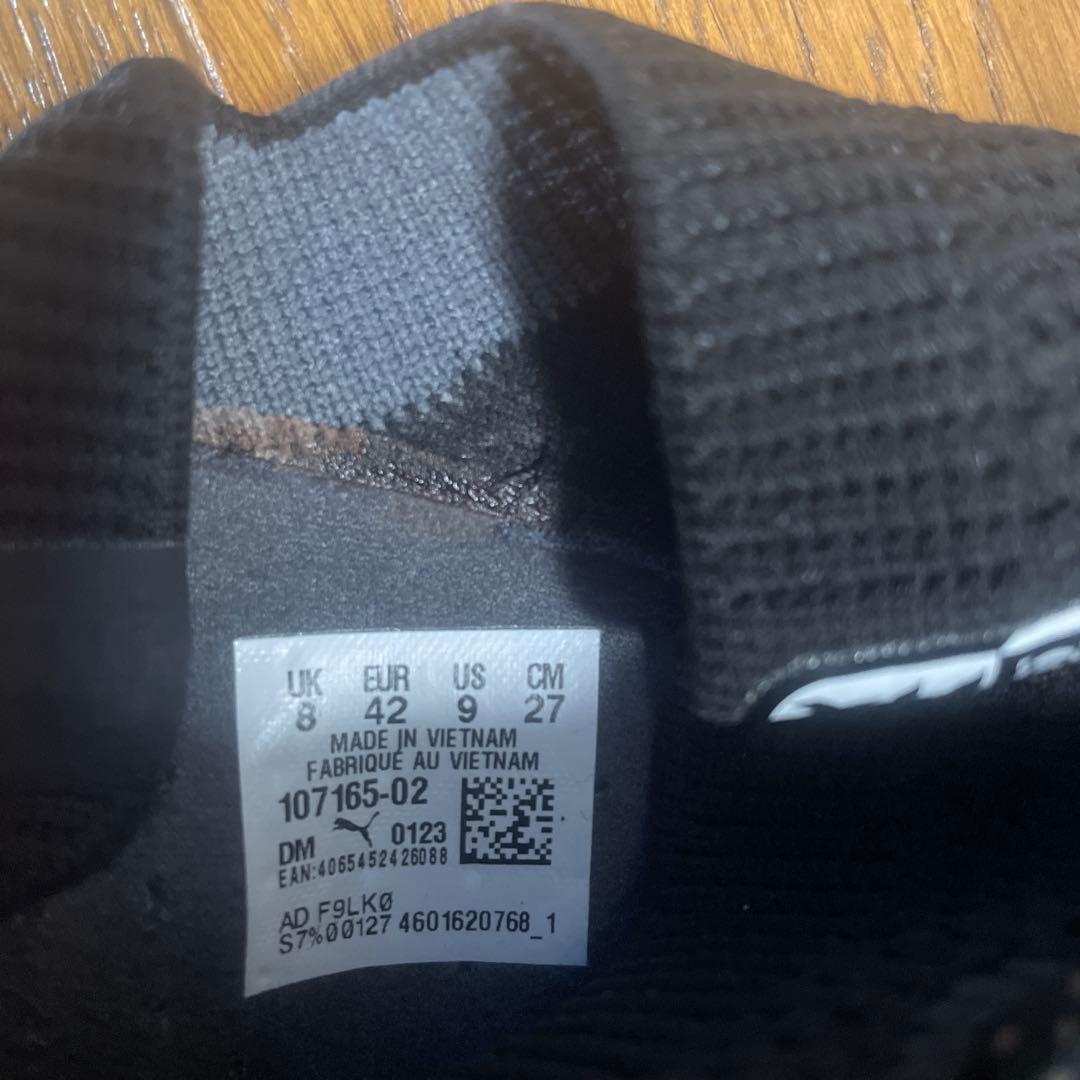 UK EUR US CM
8 42 9 27
MADE IN VIETNAM
FABRIQUÉ AU VIETNAM
107165-02
DM 0123
EAN:4065452426088
AD F9LKØ
S7%00127 4601620768_1